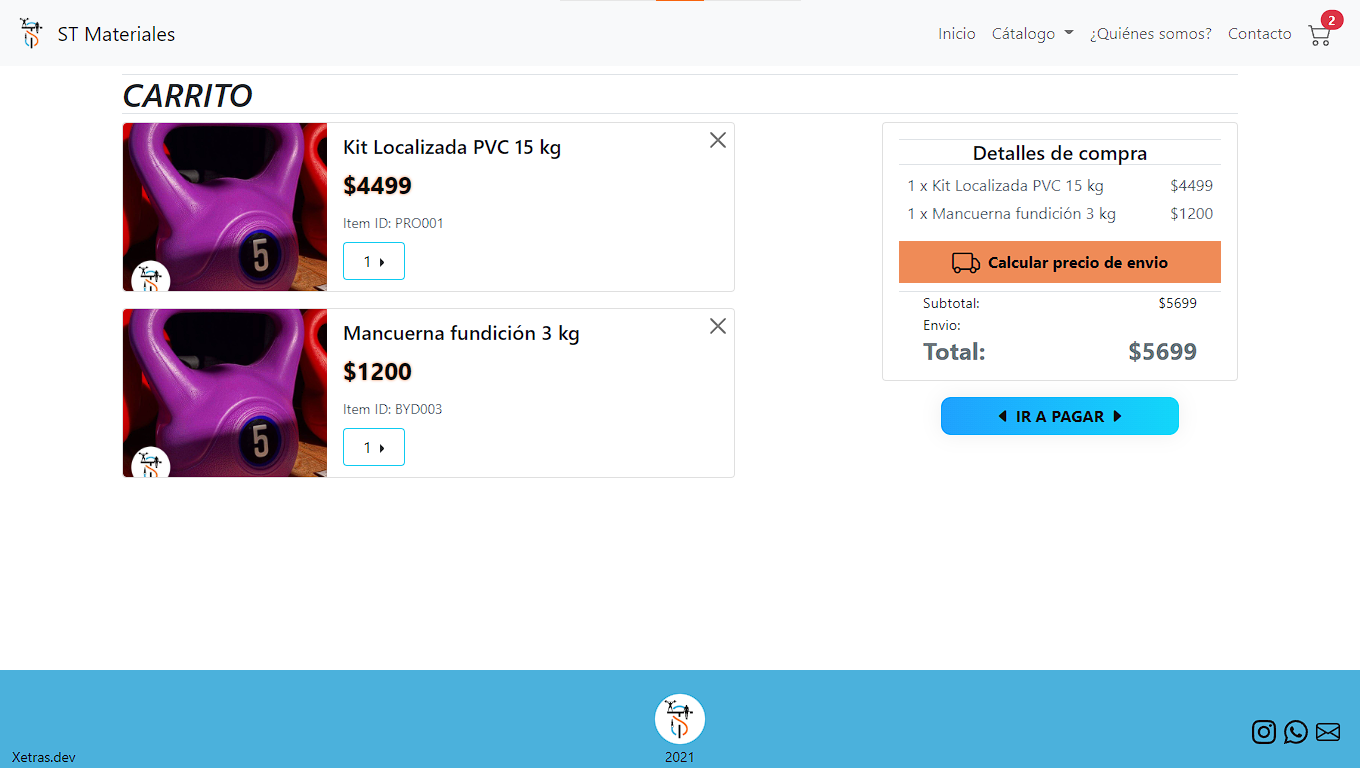 ST Materiales
Inicio Cátalogo ¿Quiénes somos? Contacto 2
CARRITO
Kit Localizada PVC 15 kg
$4499
Item ID: PRO001
1
5
Mancuerna fundición 3 kg
$1200
Item ID: BYD003
1
5
Detalles de compra
1 x Kit Localizada PVC 15 kg $4499
1 x Mancuerna fundición 3 kg $1200
Calcular precio de envio
Subtotal: $5699
Envio:
Total: $5699
IR A PAGAR
Xetras.dev
2021